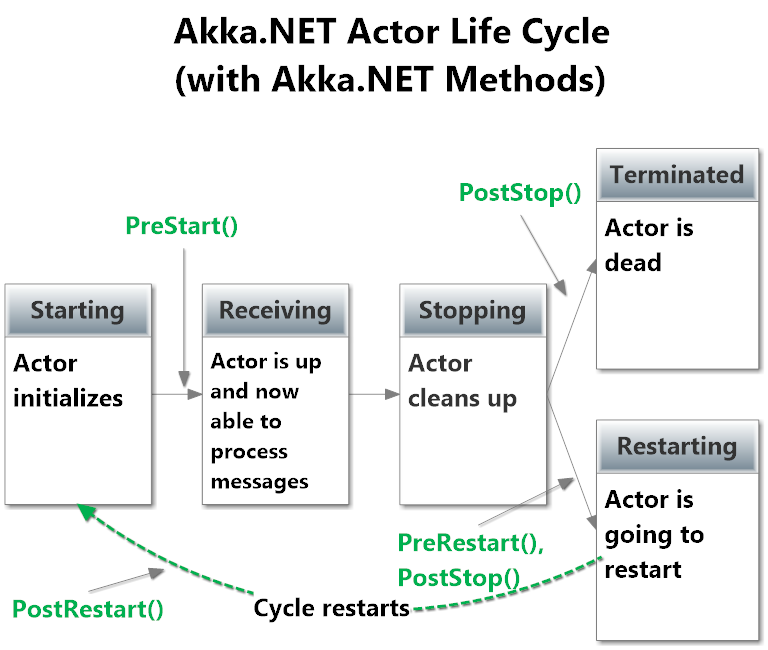 Akka.NET Actor Life Cycle
(with Akka.NET Methods)
PreStart()
PostStop()
Starting
Actor
initializes
Receiving
Actor is up
and now
able to
process
messages
Stopping
Actor
cleans up
Terminated
Actor is
dead
Restarting
Actor is
going to
restart
PreRestart(),
PostStop()
PostRestart()
Cycle restarts